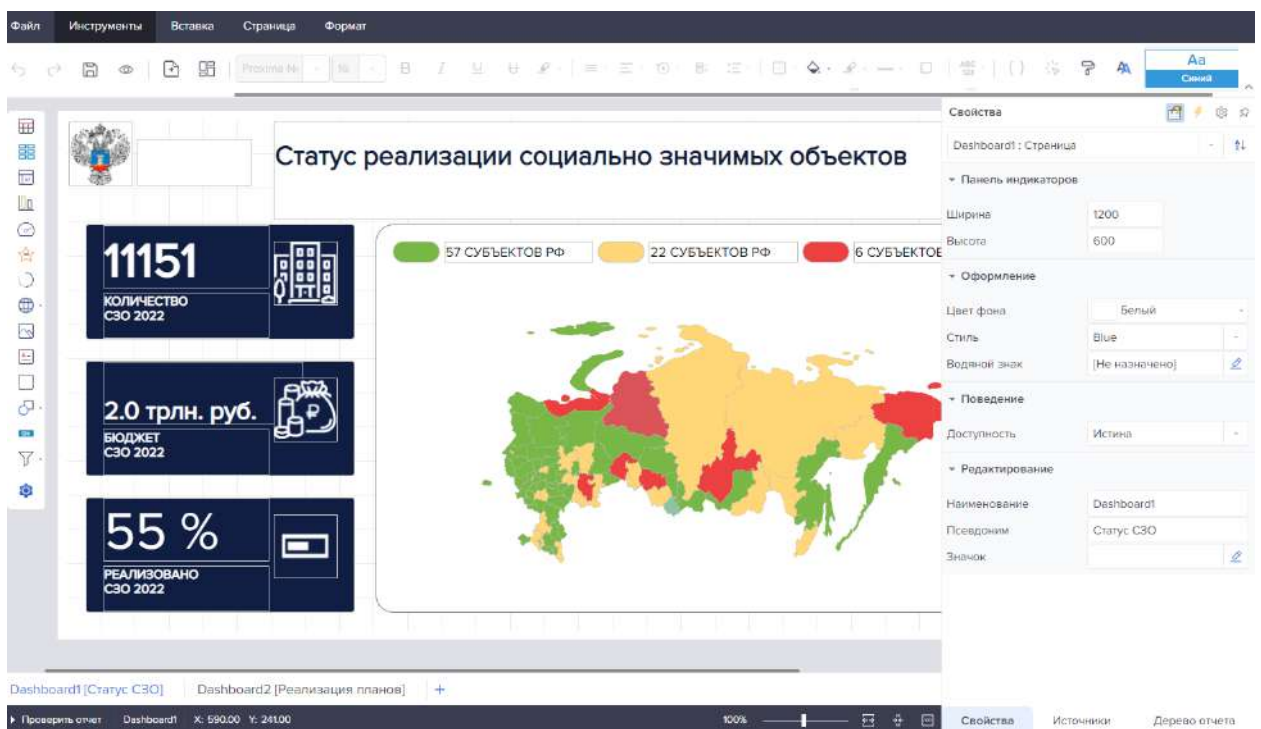 Файл Инструменты Вставка Страница Формат
16
B I U
ABC
Aa
Синий
Статус реализации социально значимых объектов
11151
КОЛИЧЕСТВО
СЗО 2022
2.0 трлн. руб.
БЮДЖЕТ
СЗО 2022
55 %
РЕАЛИЗОВАНО
СЗО 2022
57 СУБЪЕКТОВ РФ 22 СУБЪЕКТОВ РФ 6 СУБЪЕКТОВ
Свойства
Dashboard1 : Страница
Панель индикаторов
Ширина 1200
Высота 600
Оформление
Цвет фона Белый
Стиль Blue
Водяной знак [Не назначено]
Поведение
Доступность Истина
Редактирование
Наименование Dashboard1
Псевдоним Статус СЗО
Значок
Dashboard1 [Статус СЗО] Dashboard2 [Реализация планов] +
Проверить отчет Dashboard1 X: 590.00 Y: 241.00 100%
Свойства Источники Дерево отчета